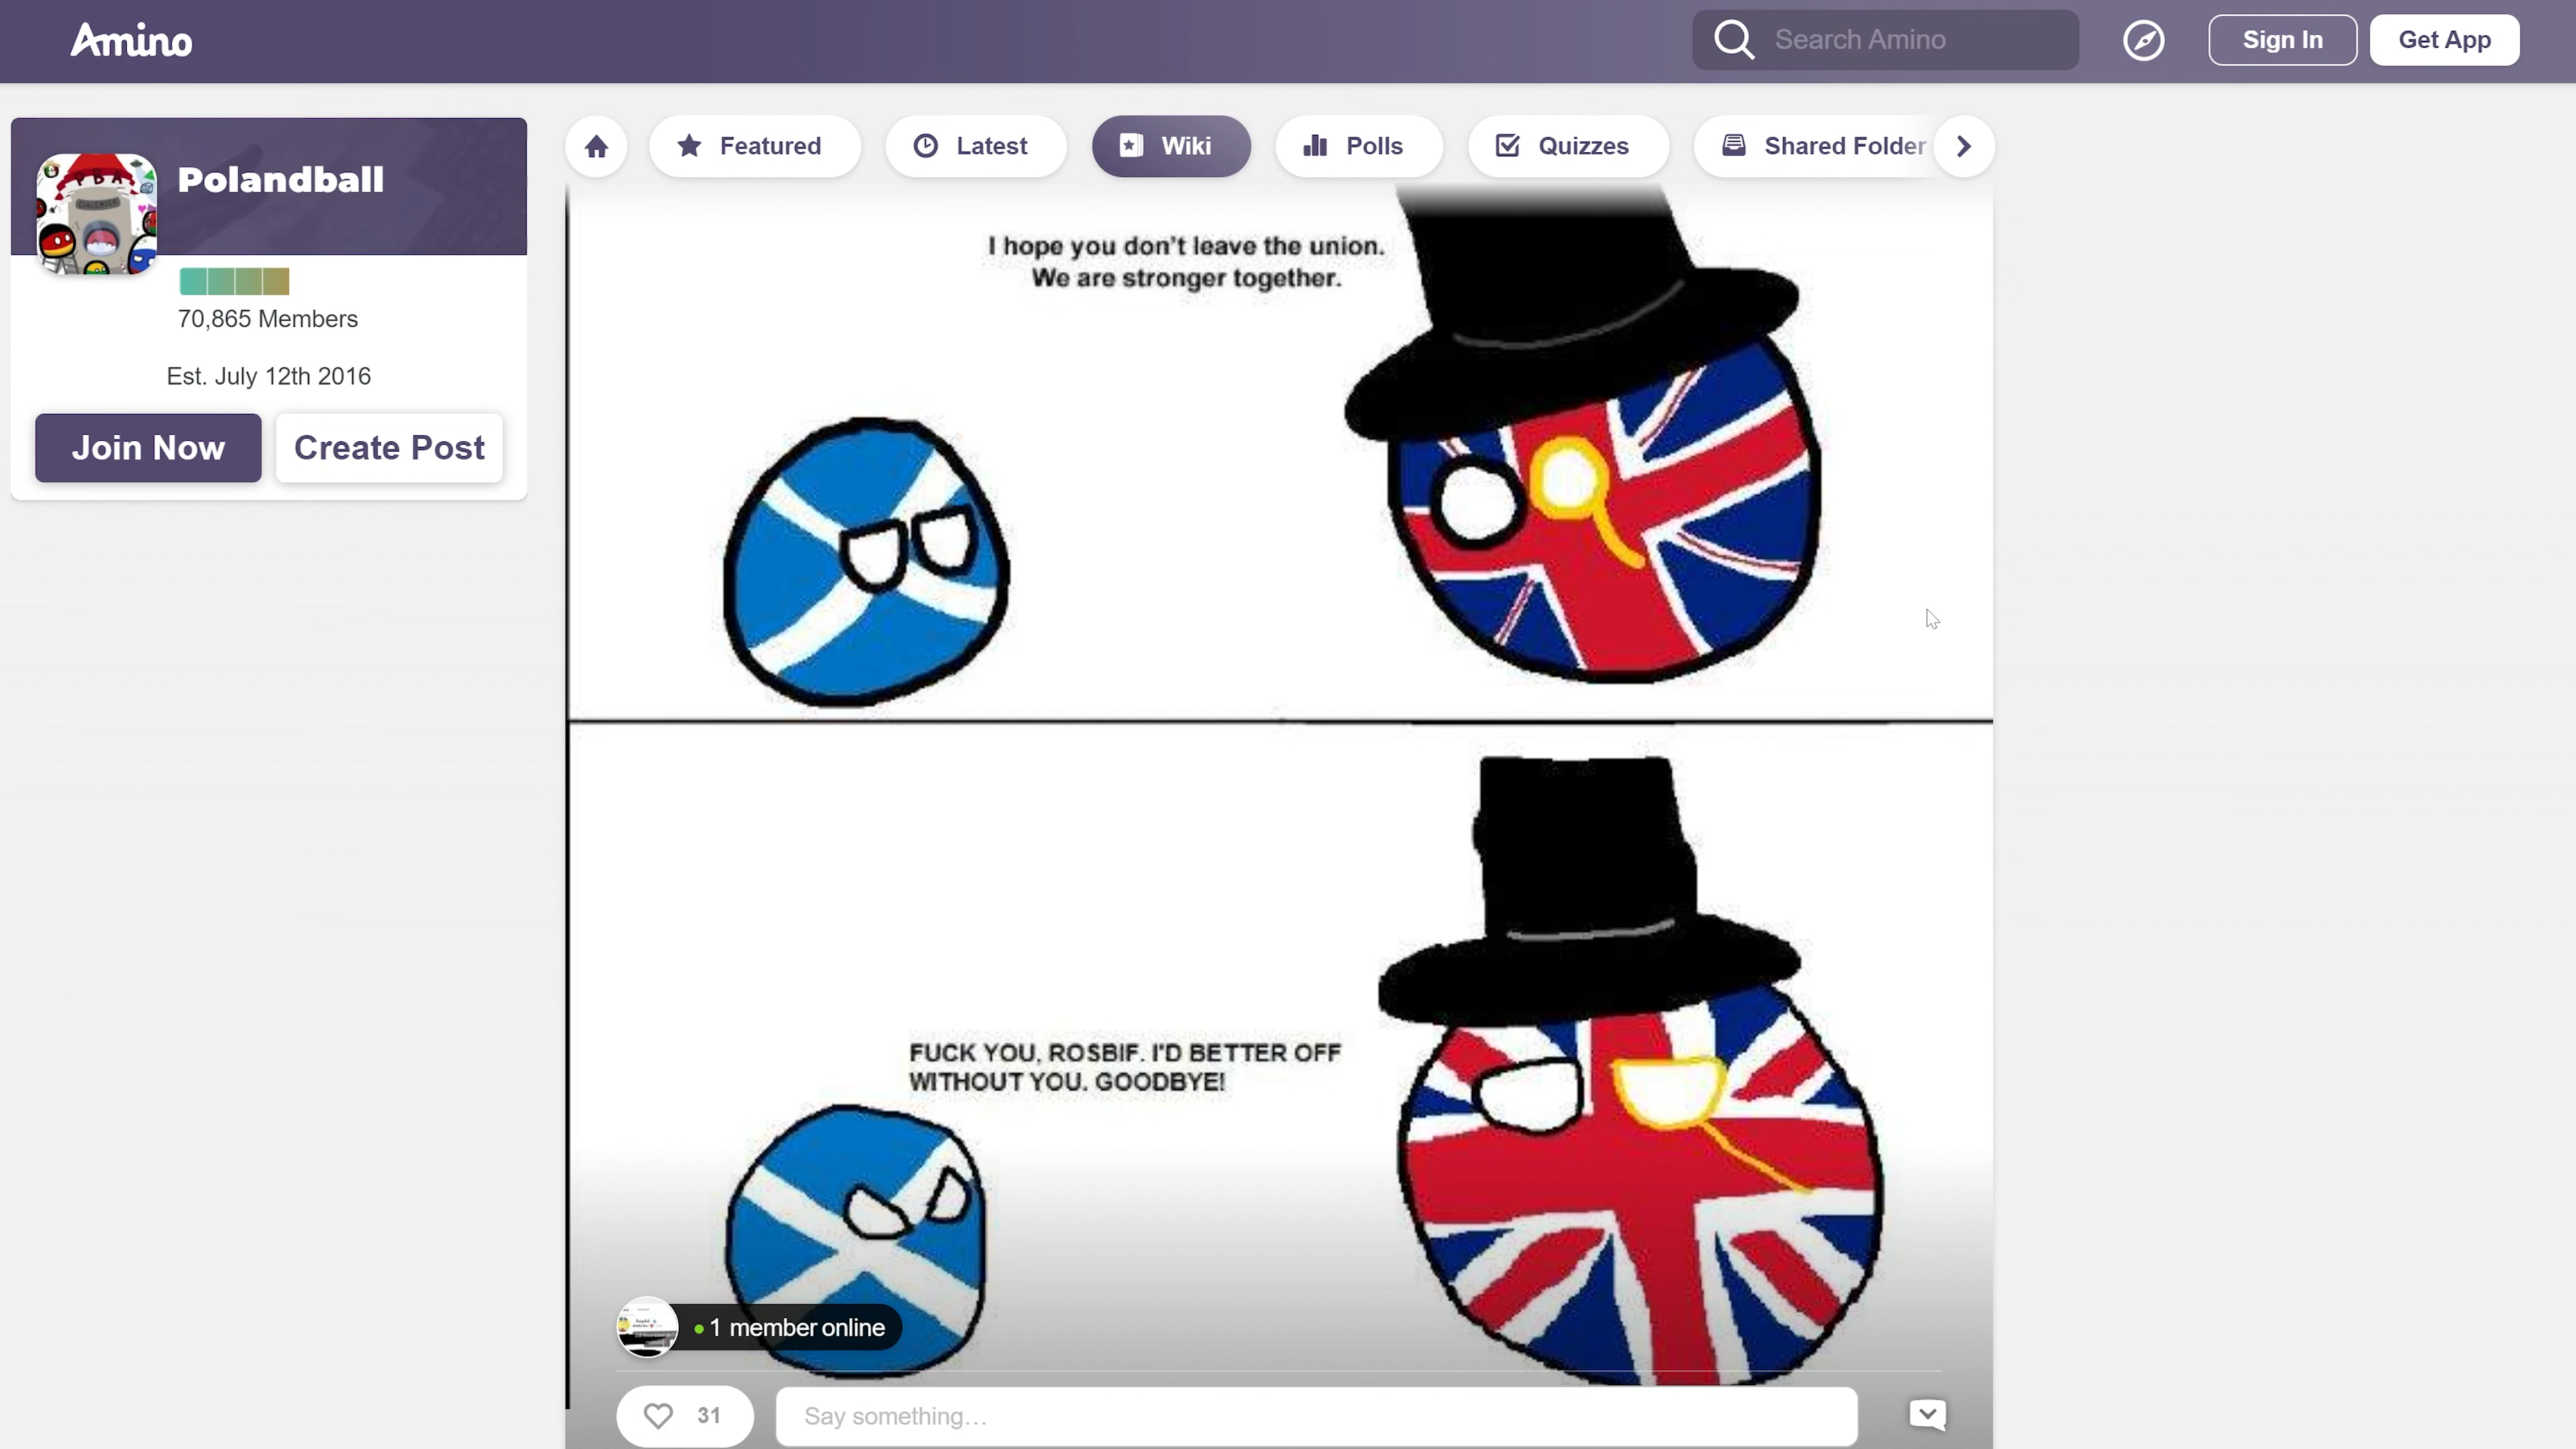 Amino
Search Amino
Sign In
Get App
Polandball
70,865 Members
Est. July 12th 2016
Join Now
Create Post
Featured
Latest
Wiki
Polls
Quizzes
Shared Folder
I hope you don't leave the union.
We are stronger together.
FUCK YOU, ROSBIF. I'D BETTER OFF
WITHOUT YOU. GOODBYE!
1 member online
31
Say something...